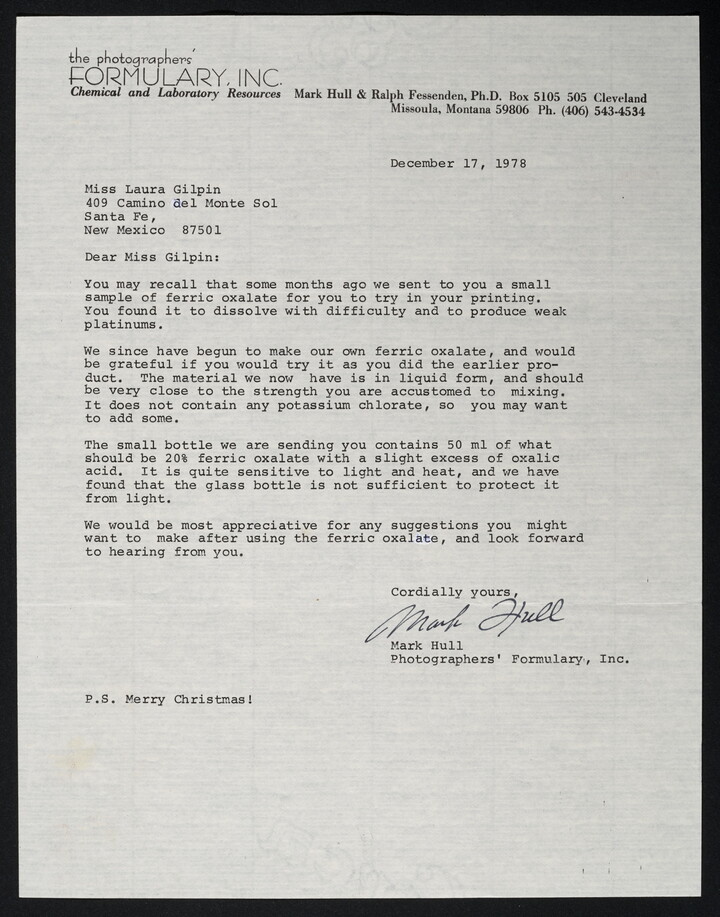 the photographers'
FORMULARY, INC.
Chemical and Laboratory Resources Mark Hull & Ralph Fessenden, Ph.D. Box 5105 505 Cleveland
Missoula, Montana 59806 Ph. (406) 543-4534
December 17, 1978
Miss Laura Gilpin
409 Camino del Monte Sol
Santa Fe,
New Mexico 87501
Dear Miss Gilpin:
You may recall that some months ago we sent to you a small
sample of ferric oxalate for you to try in your printing.
You found it to dissolve with difficulty and to produce weak
platinums.
We since have begun to make our own ferric oxalate, and would
be grateful if you would try it as you did the earlier pro-
duct. The material we now have is in liquid form, and should
be very close to the strength you are accustomed to mixing.
It does not contain any potassium chlorate, so you may want
to add some.
The small bottle we are sending you contains 50 ml of what
should be 20% ferric oxalate with a slight excess of oxalic
acid. It is quite sensitive to light and heat, and we have
found that the glass bottle is not sufficient to protect it
from light.
We would be most appreciative for any suggestions you might
want to make after using the ferric oxalate, and look forward
to hearing from you.
Cordially yours,
Mark Hull
Mark Hull
Photographers' Formulary, Inc.
P.S. Merry Christmas!